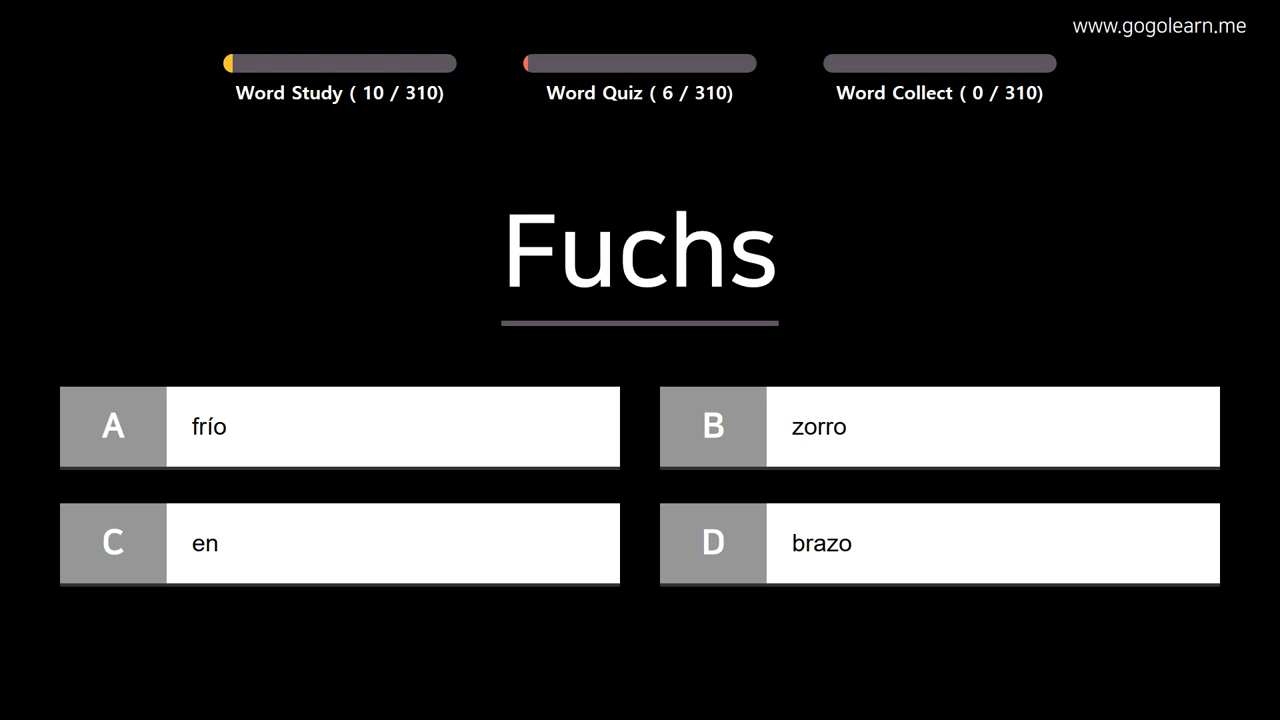 www.gogolearn.me
Word Study ( 10 / 310)
Word Quiz ( 6 / 310)
Word Collect ( 0 / 310)
Fuchs
A frío
B zorro
C en
D brazo